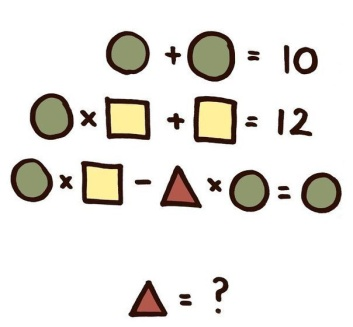 + = 10
× + = 12
× - × =
= ?